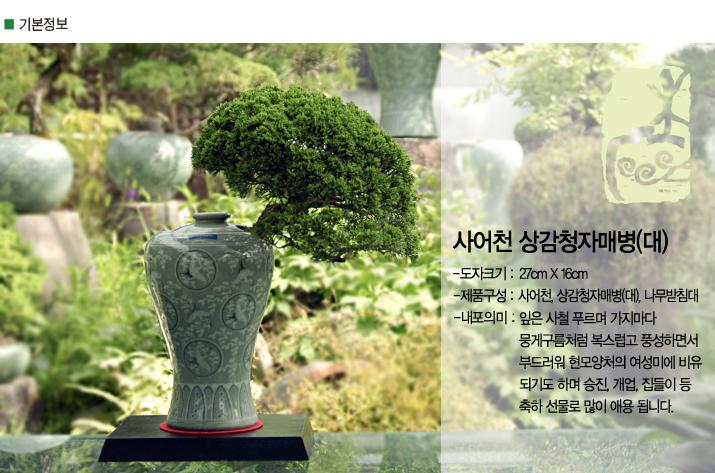 기본정보
사어천 상감청자매병(대)
-도자크기 : 27cm X 16cm
-제품구성 : 사어천, 상감청자매병(대), 나무받침대
-내포의미 : 잎은 사철 푸르며 가지마다
뭉게구름처럼 복스럽고 풍성하면서
부드러워 현모양처의 여성미에 비유
되기도 하며 승진, 개업, 집들이 등
축하 선물로 많이 애용 됩니다.